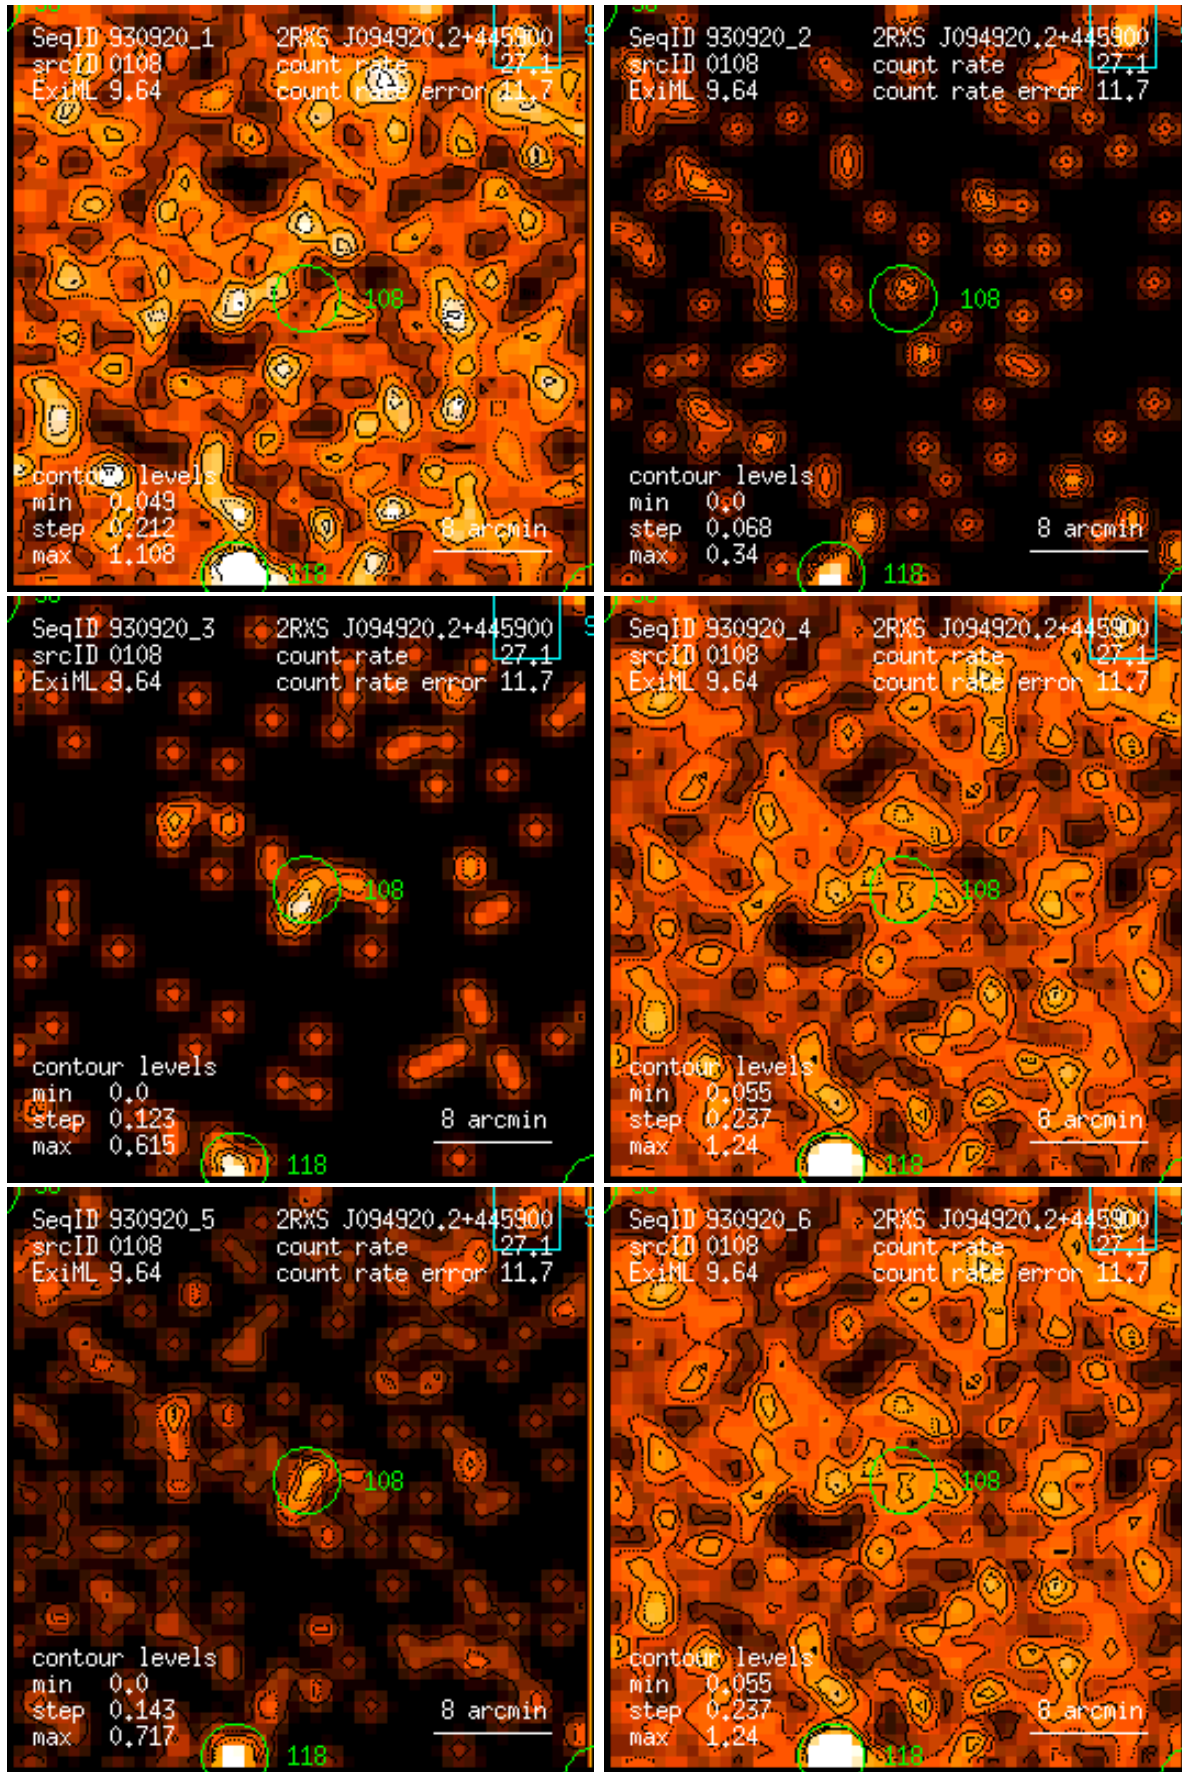 SeqID 930920_1 2RXS J094920.2+445900
srcID 0108 count rate 27.1
ExiML 9.64 count rate error 11.7
108
contour levels
min 0.049
step 0.212
max 1.108
8 arcmin
118
SeqID 930920_2 2RXS J094920.2+445900
srcID 0108 count rate 27.1
ExiML 9.64 count rate error 11.7
108
contour levels
min 0.0
step 0.068
max 0.34
8 arcmin
118
SeqID 930920_3 2RXS J094920.2+445900
srcID 0108 count rate 27.1
ExiML 9.64 count rate error 11.7
108
contour levels
min 0.0
step 0.123
max 0.615
8 arcmin
118
SeqID 930920_4 2RXS J094920.2+445900
srcID 0108 count rate 27.1
ExiML 9.64 count rate error 11.7
108
contour levels
min 0.055
step 0.237
max 1.24
8 arcmin
118
SeqID 930920_5 2RXS J094920.2+445900
srcID 0108 count rate 27.1
ExiML 9.64 count rate error 11.7
108
contour levels
min 0.0
step 0.143
max 0.717
8 arcmin
118
SeqID 930920_6 2RXS J094920.2+445900
srcID 0108 count rate 27.1
ExiML 9.64 count rate error 11.7
108
contour levels
min 0.055
step 0.237
max 1.24
8 arcmin
118